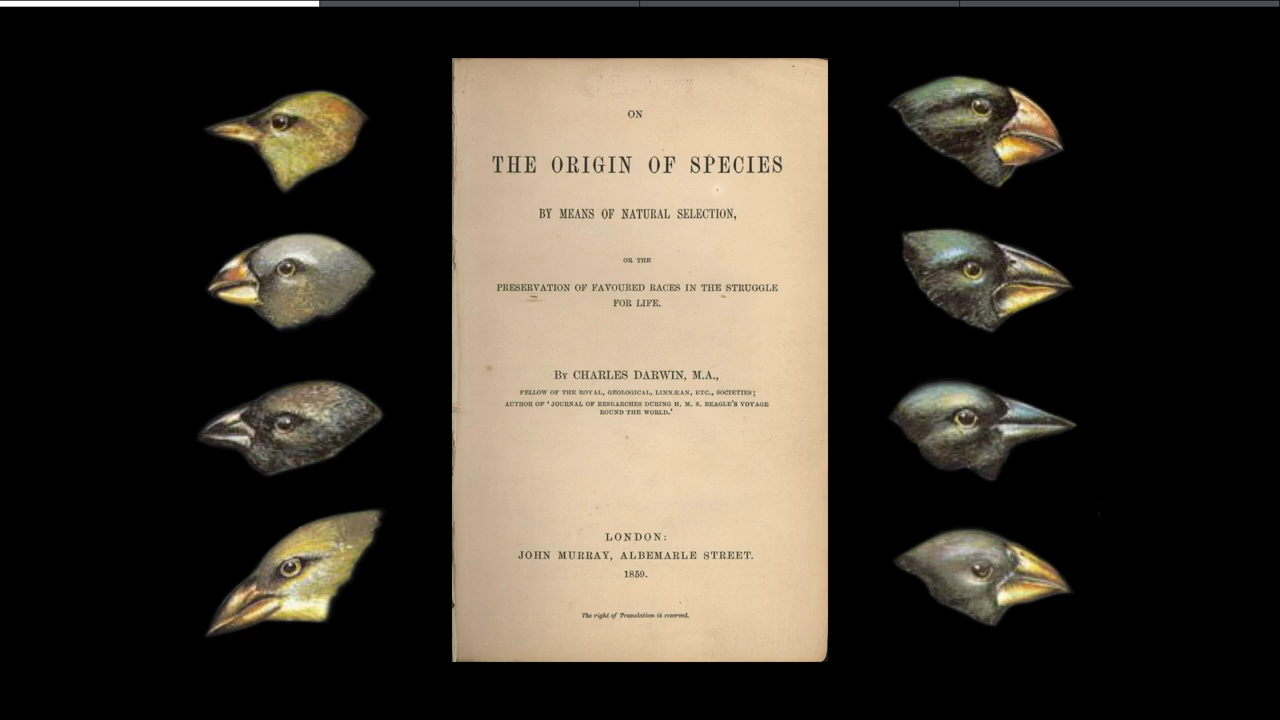 ON
THE ORIGIN OF SPECIES
BY MEANS OF NATURAL SELECTION,
OR THE
PRESERVATION OF FAVOURED RACES IN THE STRUGGLE
FOR LIFE.
BY CHARLES DARWIN, M.A.,
FELLOW OF THE ROYAL, GEOLOGICAL, LINNÆAN, ETC., SOCIETIES;
AUTHOR OF 'JOURNAL OF RESEARCHES DURING H. M. S. BEAGLE'S VOYAGE
ROUND THE WORLD.'
LONDON:
JOHN MURRAY, ALBEMARLE STREET.
1859.
The right of Translation is reserved.